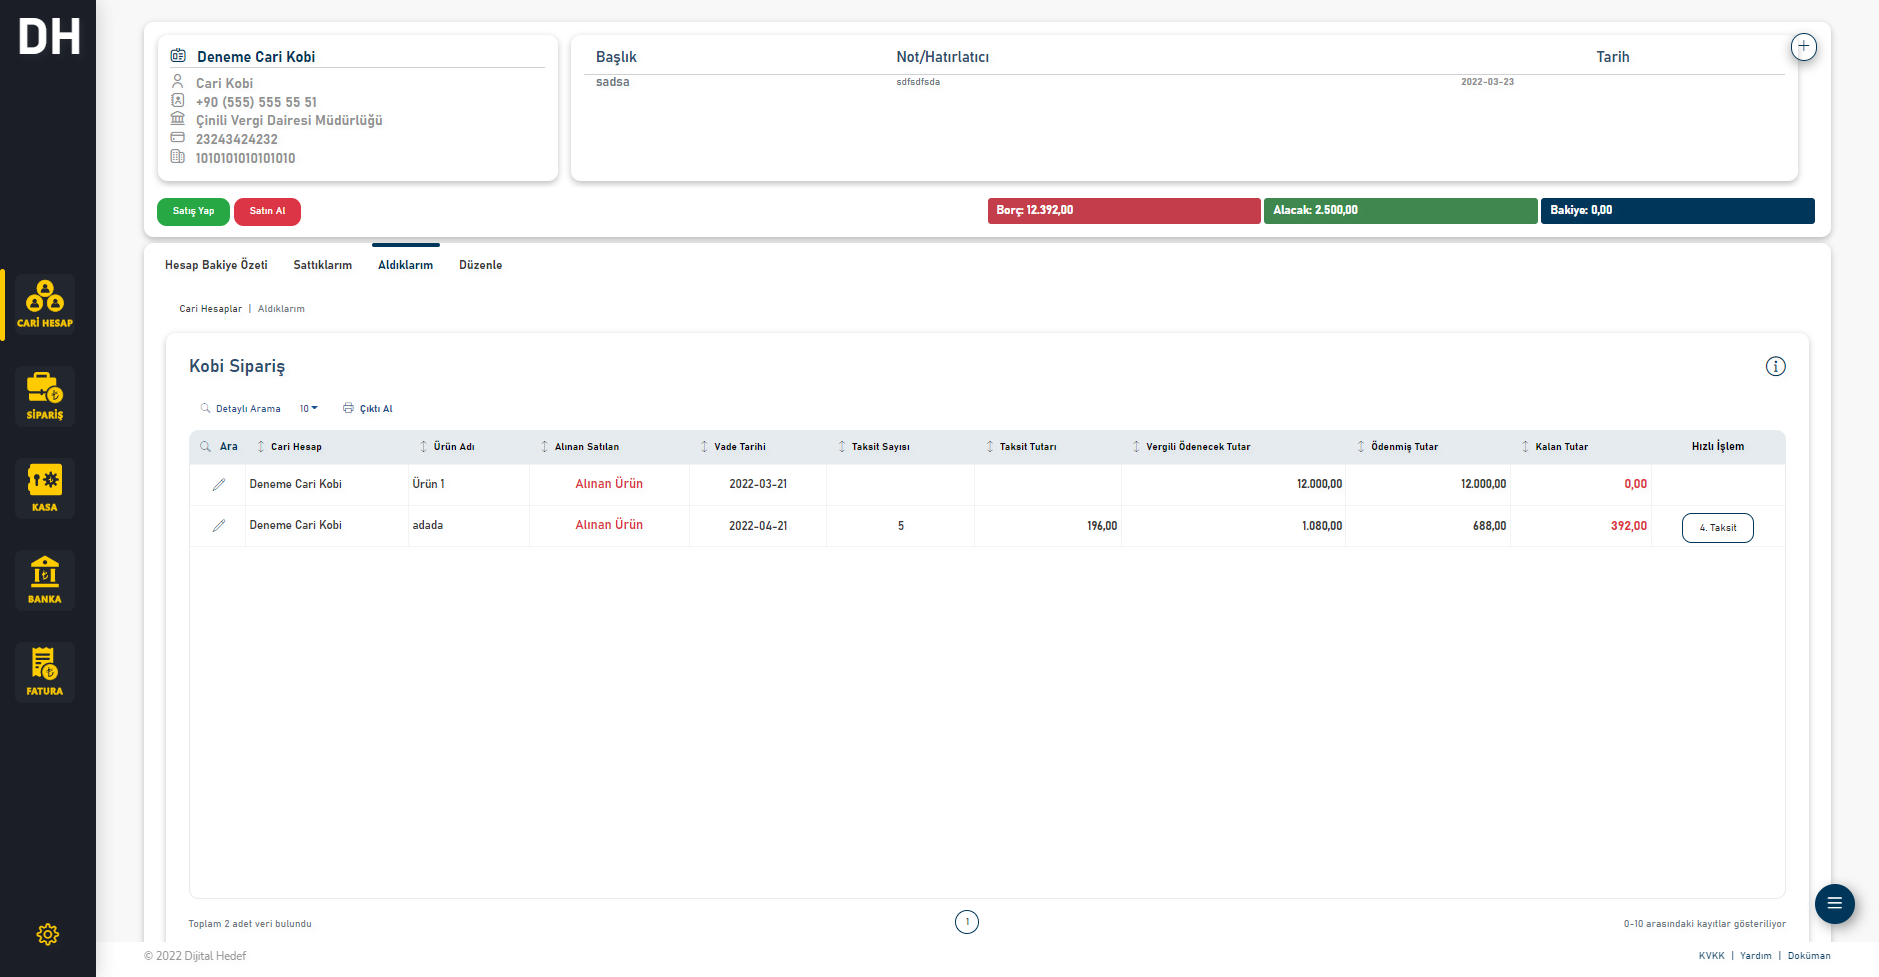 DH
Deneme Cari Kobi
Cari Kobi
+90 (555) 555 55 51
Çinili Vergi Dairesi Müdürlüğü
23243424232
1010101010101010
Başlık Not/Hatırlatıcı Tarih
sadsa sdfsdfsda 2022-03-23
Satış Yap Satın Al Borç: 12.392,00 Alacak: 2.500,00 Bakiye: 0,00
Hesap Bakiye Özeti Sattıklarım Aldıklarım Düzenle
Cari Hesaplar | Aldıklarım
CARİ HESAP
SİPARİŞ
KASA
BANKA
FATURA
Kobi Sipariş
Detaylı Arama 10 Çıktı Al
Ara Cari Hesap Ürün Adı Alınan Satılan Vade Tarihi Taksit Sayısı Taksit Tutarı Vergili Ödenecek Tutar Ödenmiş Tutar Kalan Tutar Hızlı İşlem
Deneme Cari Kobi Ürün 1 Alınan Ürün 2022-03-21 12.000,00 12.000,00 0,00
Deneme Cari Kobi adada Alınan Ürün 2022-04-21 5 196,00 1.080,00 688,00 392,00 4. Taksit
Toplam 2 adet veri bulundu 1 0-10 arasındaki kayıtlar gösteriliyor
© 2022 Dijital Hedef KVKK | Yardım | Doküman